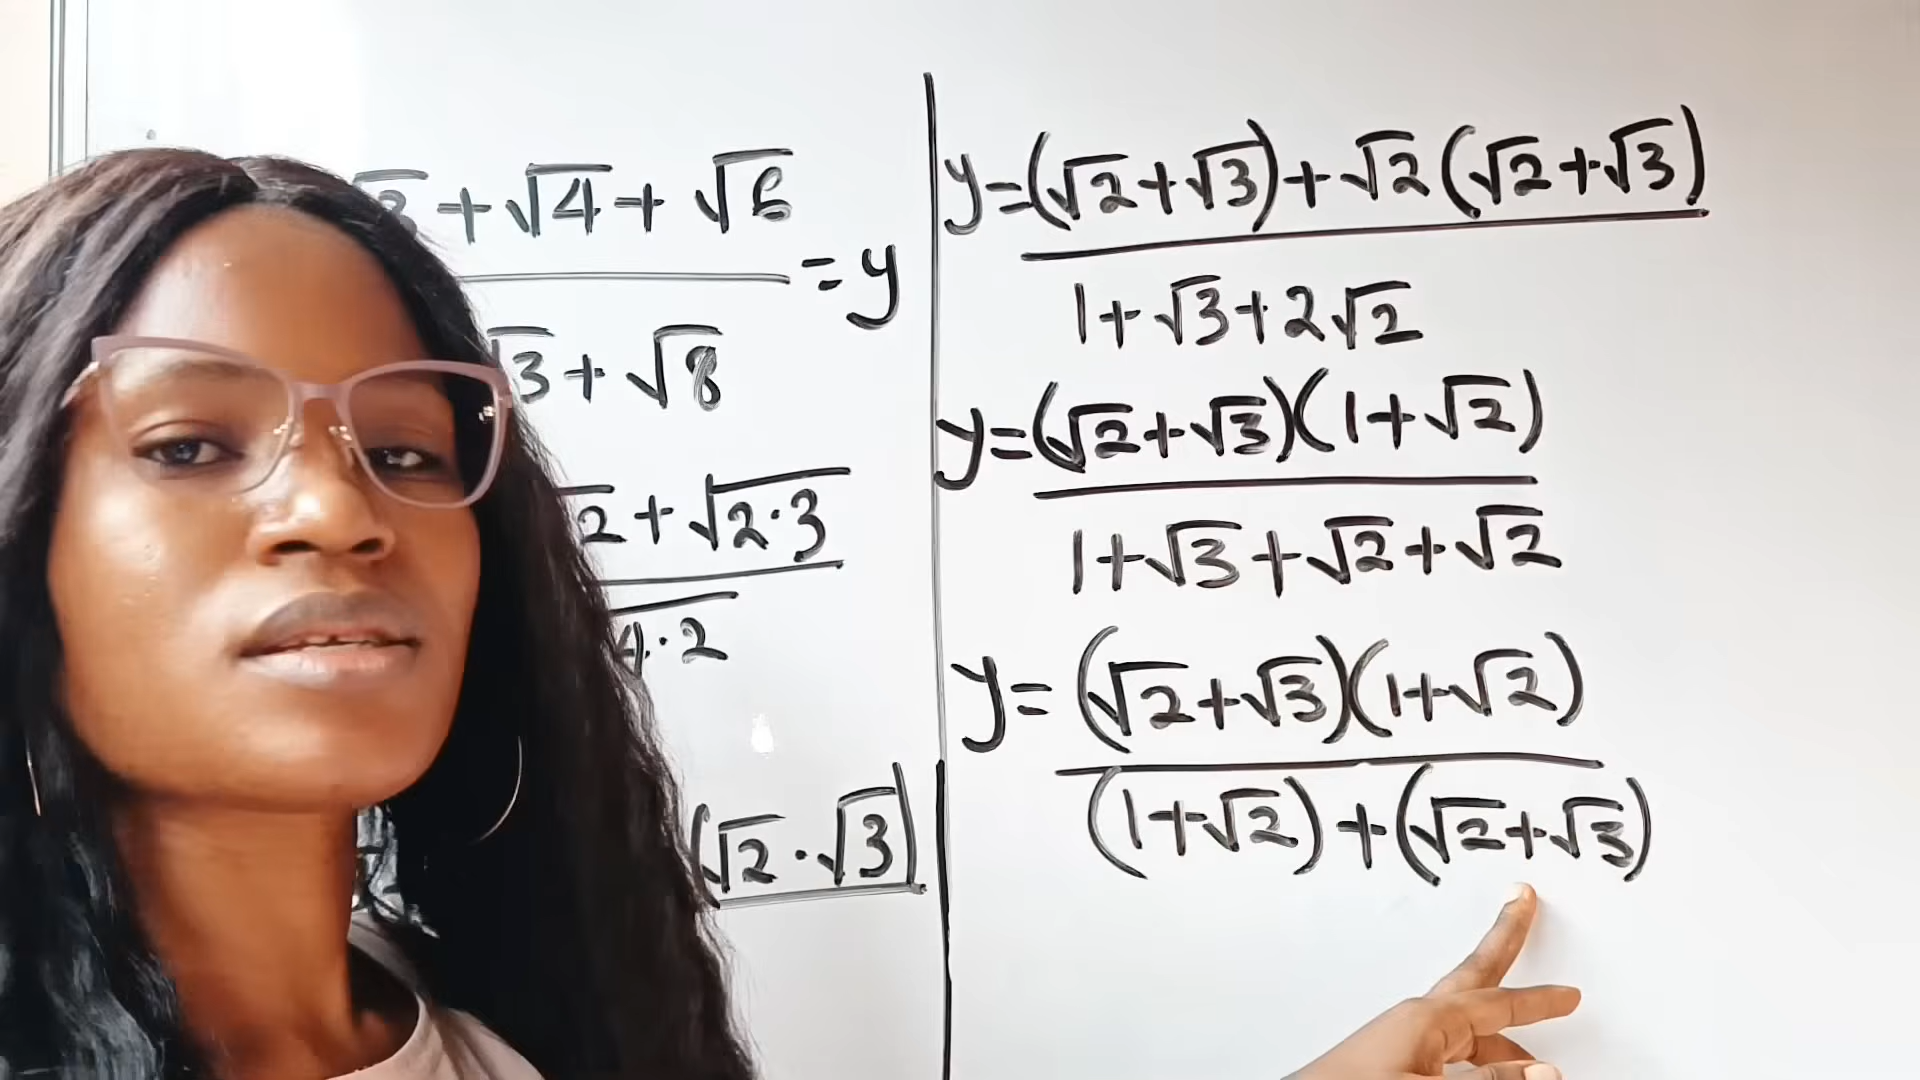 √3 + √4 + √6
= y
√3 + √8
2 + √2·3
4·2
(√2 · √3)
y = (√2 + √3) + √2 (√2 + √3)
1 + √3 + 2√2
y = (√2 + √3)(1 + √2)
1 + √3 + √2 + √2
y = (√2 + √3)(1 + √2)
(1 + √2) + (√2 + √3)